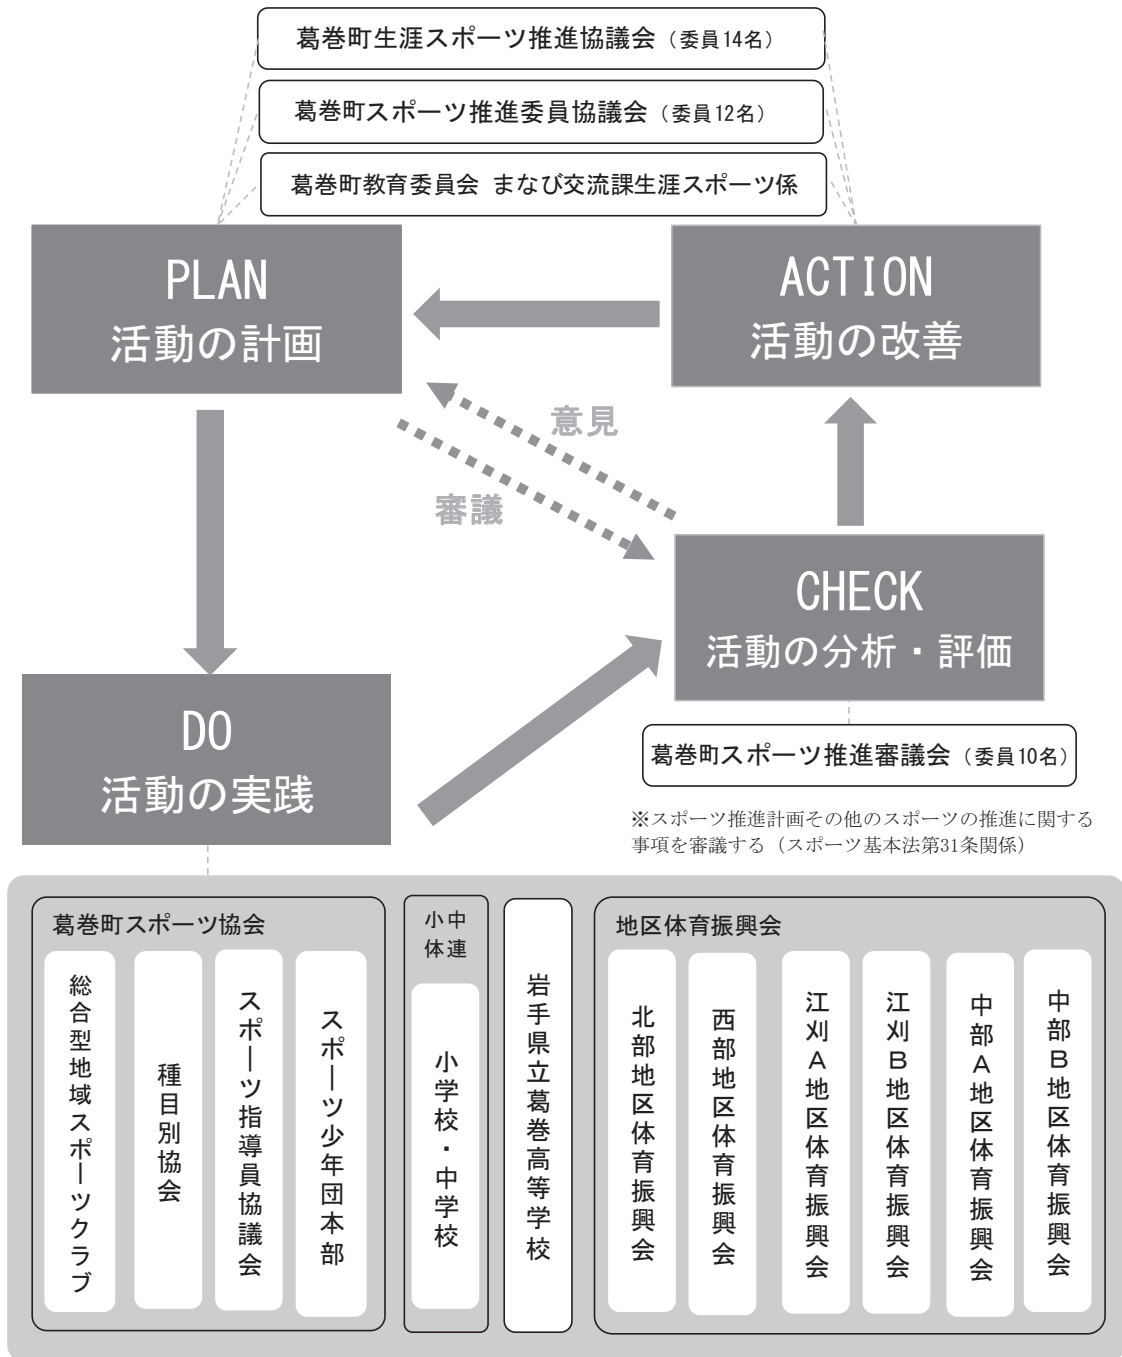 葛巻町生涯スポーツ推進協議会（委員14名）
葛巻町スポーツ推進委員協議会（委員12名）
葛巻町教育委員会 まなび交流課生涯スポーツ係
PLAN
活動の計画
ACTION
活動の改善
意見
審議
CHECK
活動の分析・評価
DO
活動の実践
葛巻町スポーツ推進審議会（委員10名）
※スポーツ推進計画その他のスポーツの推進に関する
事項を審議する（スポーツ基本法第31条関係）
葛巻町スポーツ協会
総合型地域スポーツクラブ
種目別協会
スポーツ指導員協議会
スポーツ少年団本部
小中
体連
小学校・中学校
岩手県立葛巻高等学校
地区体育振興会
北部地区体育振興会
西部地区体育振興会
江刈A地区体育振興会
江刈B地区体育振興会
中部A地区体育振興会
中部B地区体育振興会